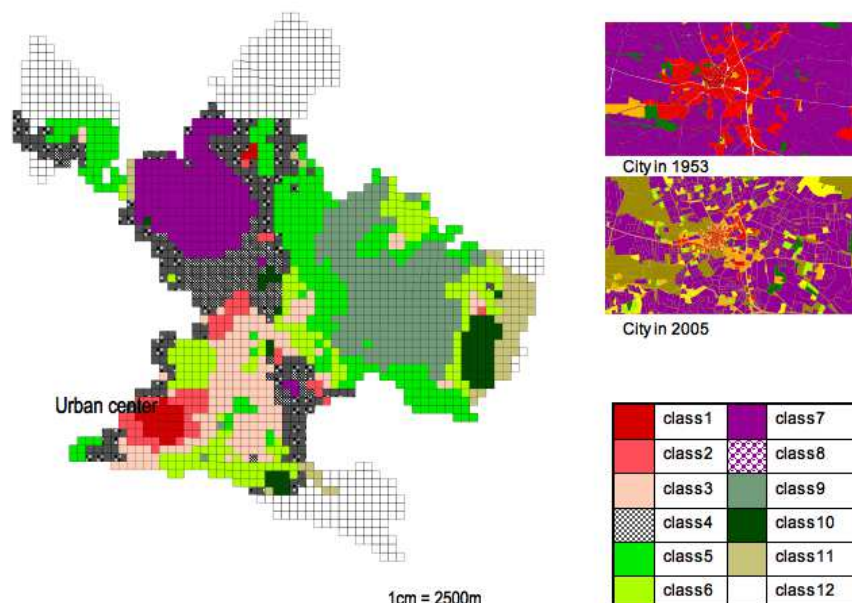 City in 1953
City in 2005
Urban center
class1 class7
class2 class8
class3 class9
class4 class10
class5 class11
class6 class12
1cm = 2500m